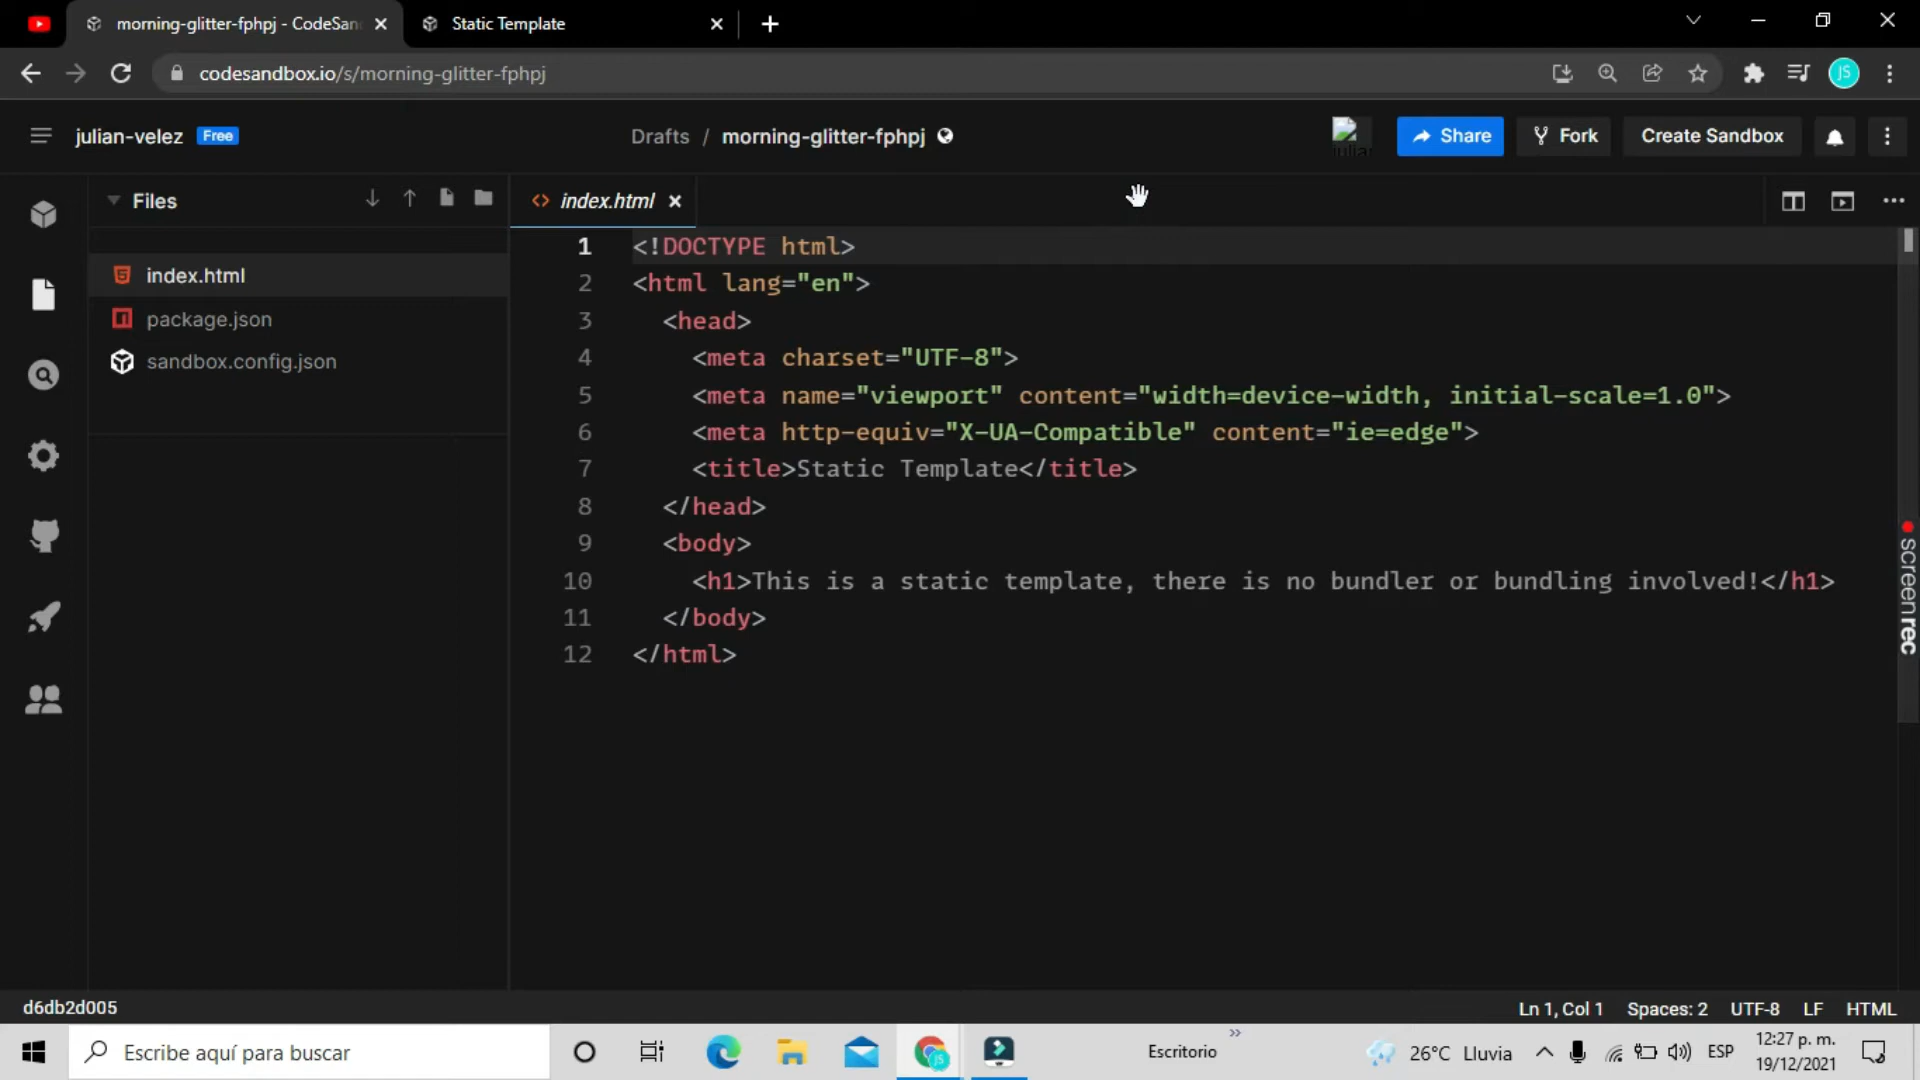 morning-glitter-fphpj - CodeSan
Static Template
codesandbox.io/s/morning-glitter-fphpj
JS
julian-velez Free
Drafts / morning-glitter-fphpj
Share
Fork
Create Sandbox
Files
index.html
package.json
sandbox.config.json
index.html
1 <!DOCTYPE html>
2 <html lang="en">
3 <head>
4 <meta charset="UTF-8">
5 <meta name="viewport" content="width=device-width, initial-scale=1.0">
6 <meta http-equiv="X-UA-Compatible" content="ie=edge">
7 <title>Static Template</title>
8 </head>
9 <body>
10 <h1>This is a static template, there is no bundler or bundling involved!</h1>
11 </body>
12 </html>
screenrec
d6db2d005
Ln 1, Col 1 Spaces: 2 UTF-8 LF HTML
Escribe aquí para buscar
Escritorio
26°C Lluvia
ESP
12:27 p. m.
19/12/2021